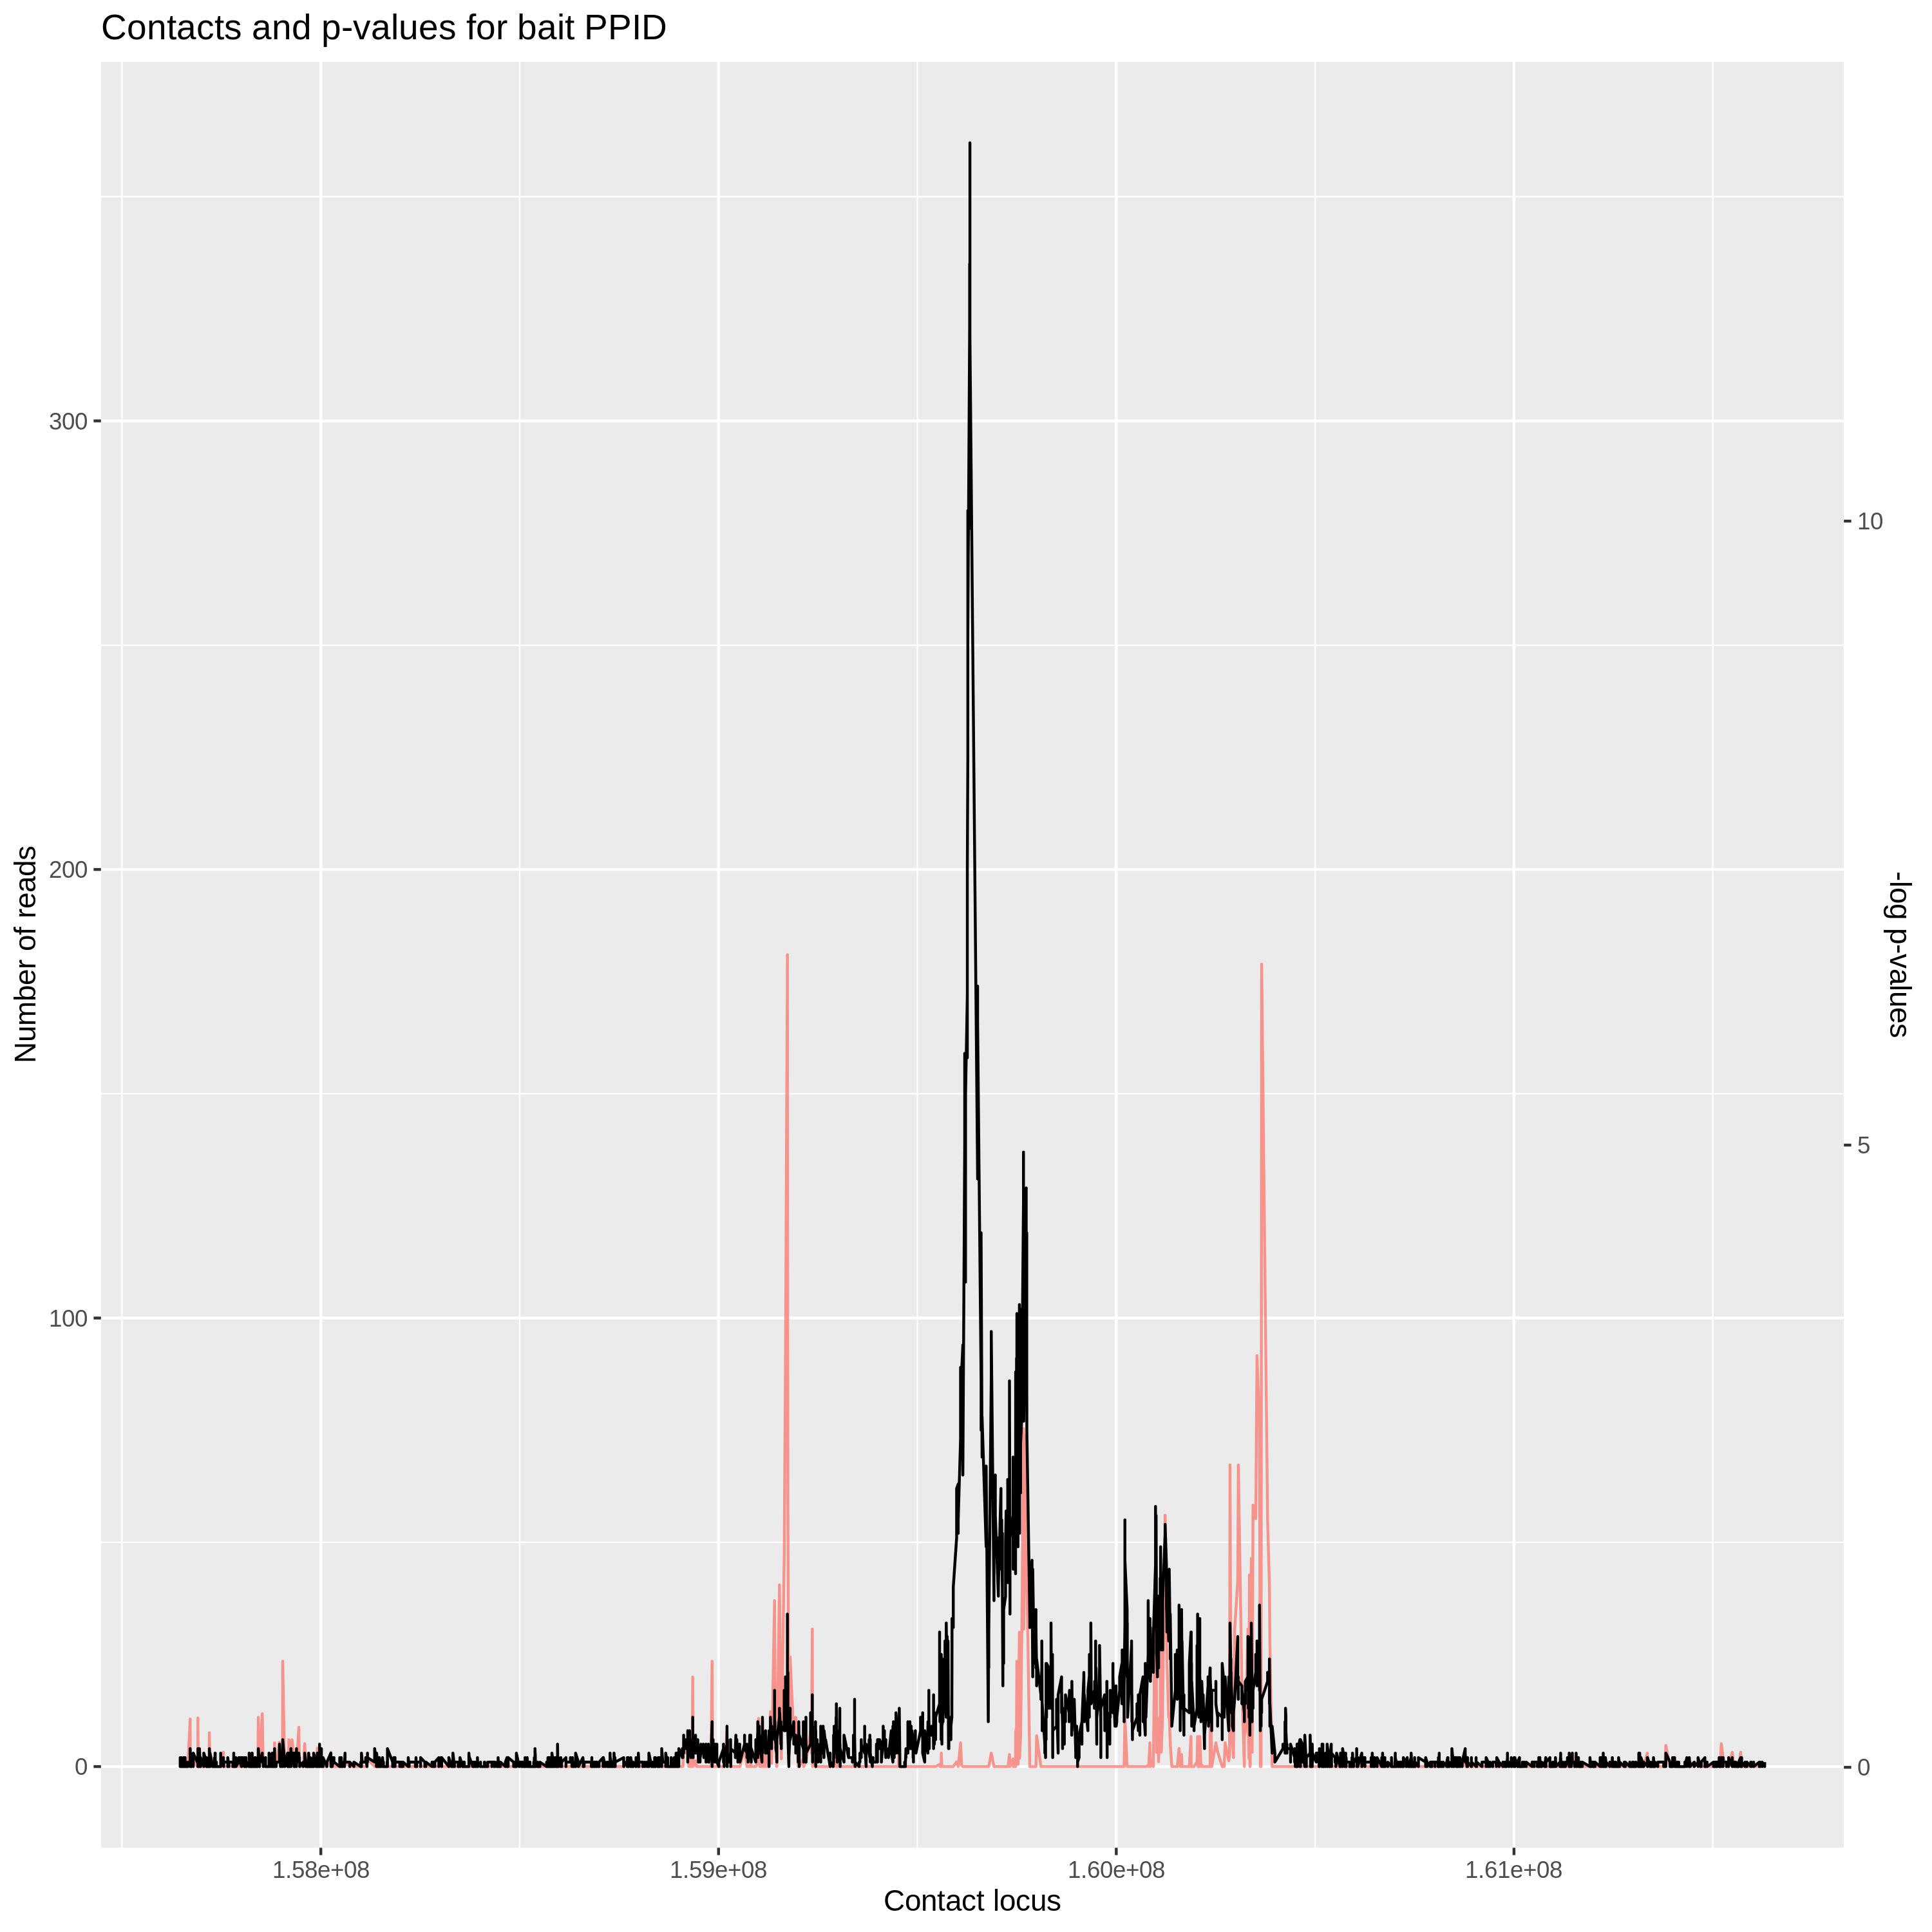 Contacts and p-values for bait PPID
300
200
100
0
Number of reads
10
5
0
-log p-values
1.58e+08
1.59e+08
1.60e+08
1.61e+08
Contact locus